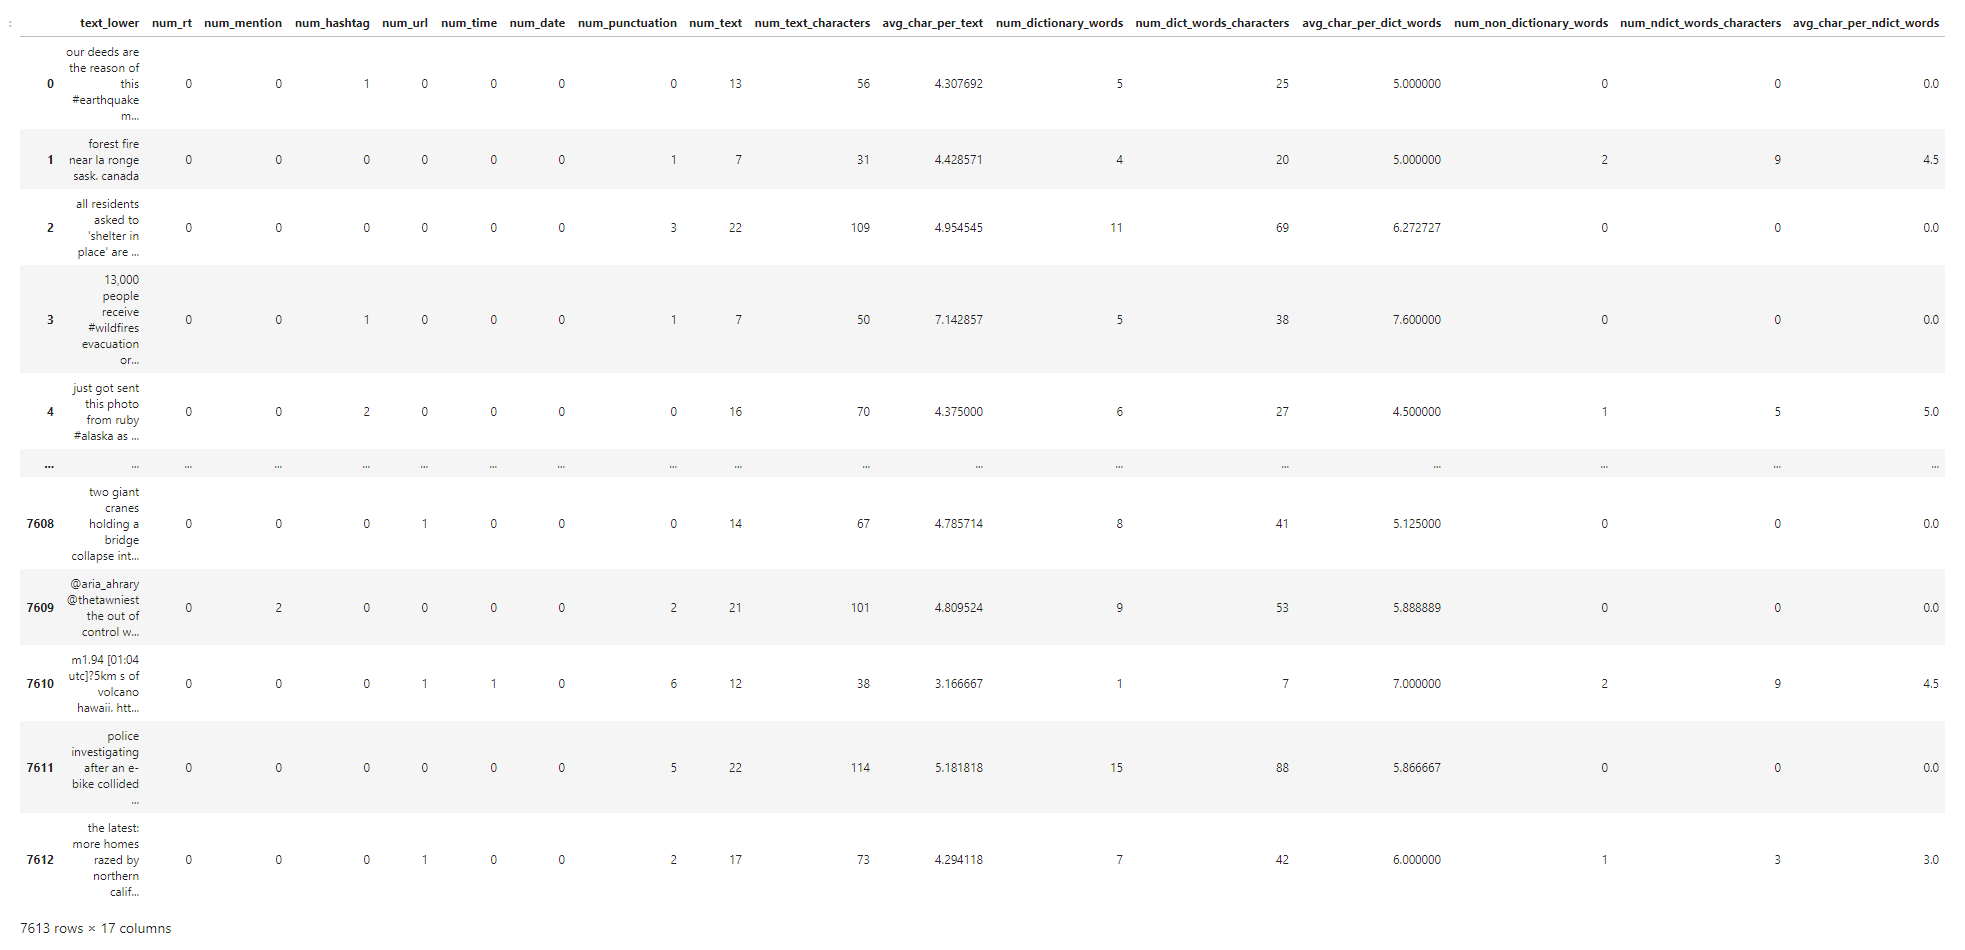 :
text_lower num_rt num_mention num_hashtag num_url num_time num_date num_punctuation num_text num_text_characters avg_char_per_text num_dictionary_words num_dict_words_characters avg_char_per_dict_words num_non_dictionary_words num_ndict_words_characters avg_char_per_ndict_words
our deeds are
the reason of
this
#earthquake
m...
0 0 0 1 0 0 0 0 13 56 4.307692 5 25 5.000000 0 0 0.0
forest fire
near la ronge
sask. canada
1 0 0 0 0 0 0 1 7 31 4.428571 4 20 5.000000 2 9 4.5
all residents
asked to
'shelter in
place' are ...
2 0 0 0 0 0 0 3 22 109 4.954545 11 69 6.272727 0 0 0.0
13,000
people
receive
#wildfires
evacuation
or...
3 0 0 1 0 0 0 1 7 50 7.142857 5 38 7.600000 0 0 0.0
just got sent
this photo
from ruby
#alaska as ...
4 0 0 2 0 0 0 0 16 70 4.375000 6 27 4.500000 1 5 5.0
... ... ... ... ... ... ... ... ... ... ... ... ... ... ... ... ... ...
two giant
cranes
holding a
bridge
collapse int...
7608 0 0 0 1 0 0 0 14 67 4.785714 8 41 5.125000 0 0 0.0
@aria_ahrary
@thetawniest
the out of
control w...
7609 0 2 0 0 0 0 2 21 101 4.809524 9 53 5.888889 0 0 0.0
m1.94 [01:04
utc]?5km s of
volcano
hawaii. htt...
7610 0 0 0 1 1 0 6 12 38 3.166667 1 7 7.000000 2 9 4.5
police
investigating
after an e-
bike collided
...
7611 0 0 0 0 0 0 5 22 114 5.181818 15 88 5.866667 0 0 0.0
the latest:
more homes
razed by
northern
calif...
7612 0 0 0 1 0 0 2 17 73 4.294118 7 42 6.000000 1 3 3.0
7613 rows × 17 columns